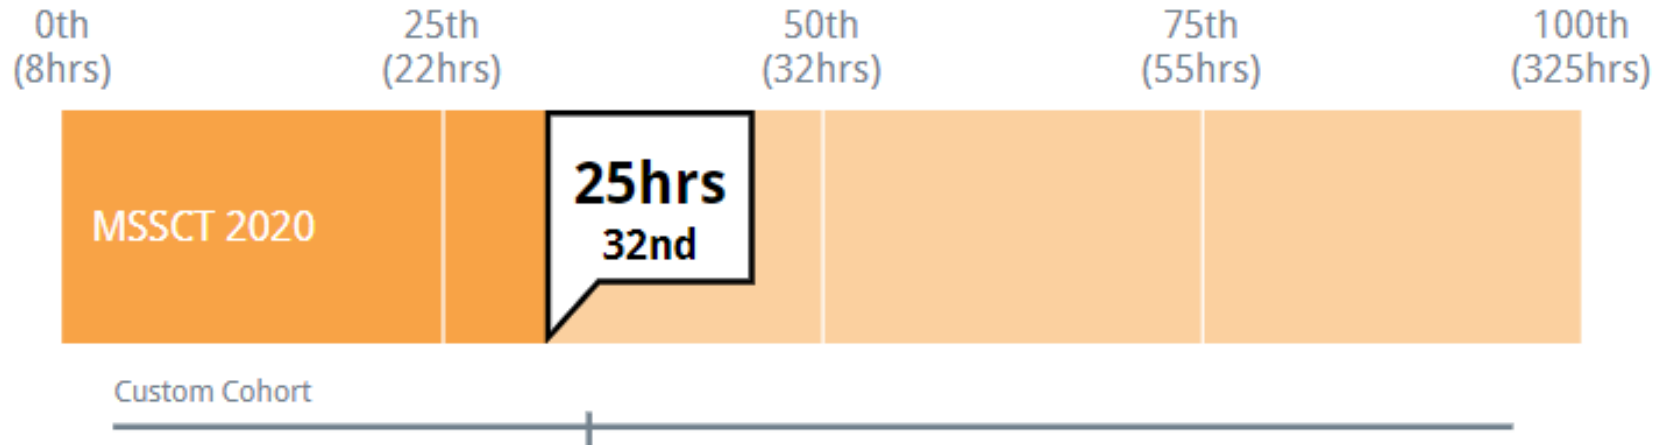 0th 25th 50th 75th 100th
(8hrs) (22hrs) (32hrs) (55hrs) (325hrs)
25hrs
MSSCT 2020
32nd
Custom Cohort